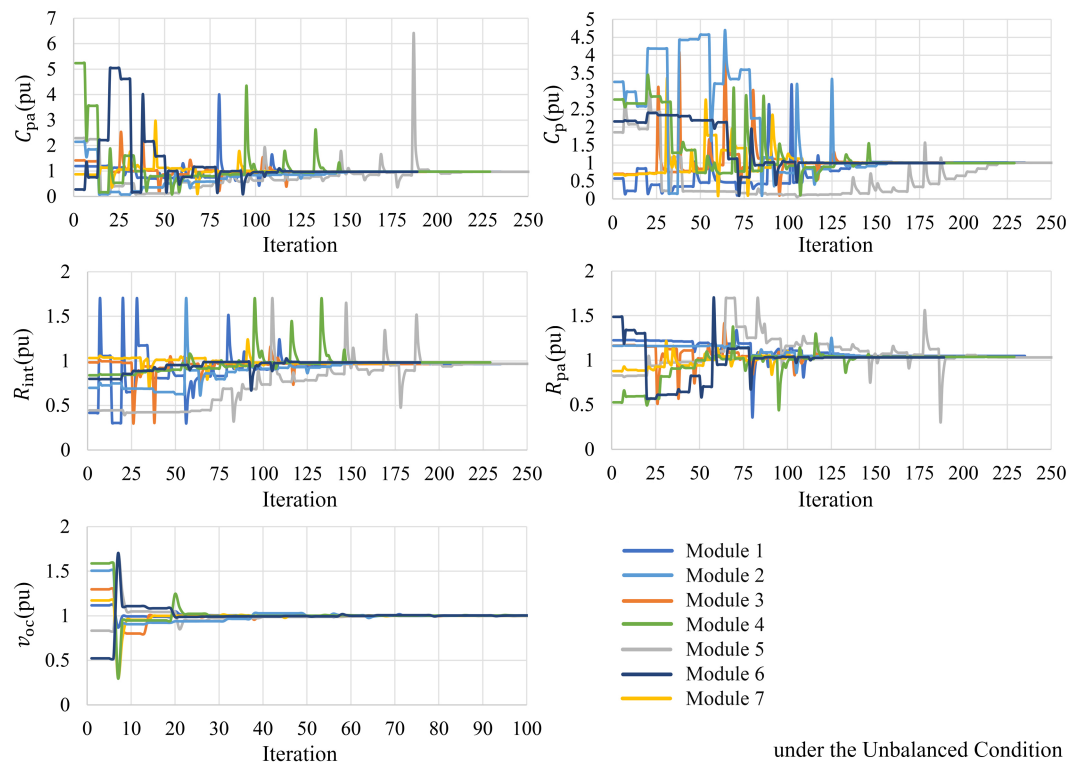 7
6
5
4
3
2
1
0
C_pa(pu)
0 25 50 75 100 125 150 175 200 225 250
Iteration
5
4.5
4
3.5
3
2.5
2
1.5
1
0.5
0
C_p(pu)
0 25 50 75 100 125 150 175 200 225 250
Iteration
2
1.5
1
0.5
0
R_int(pu)
0 25 50 75 100 125 150 175 200 225 250
Iteration
2
1.5
1
0.5
0
R_pa(pu)
0 25 50 75 100 125 150 175 200 225 250
Iteration
2
1.5
1
0.5
0
v_oc(pu)
0 10 20 30 40 50 60 70 80 90 100
Iteration
Module 1
Module 2
Module 3
Module 4
Module 5
Module 6
Module 7
under the Unbalanced Condition